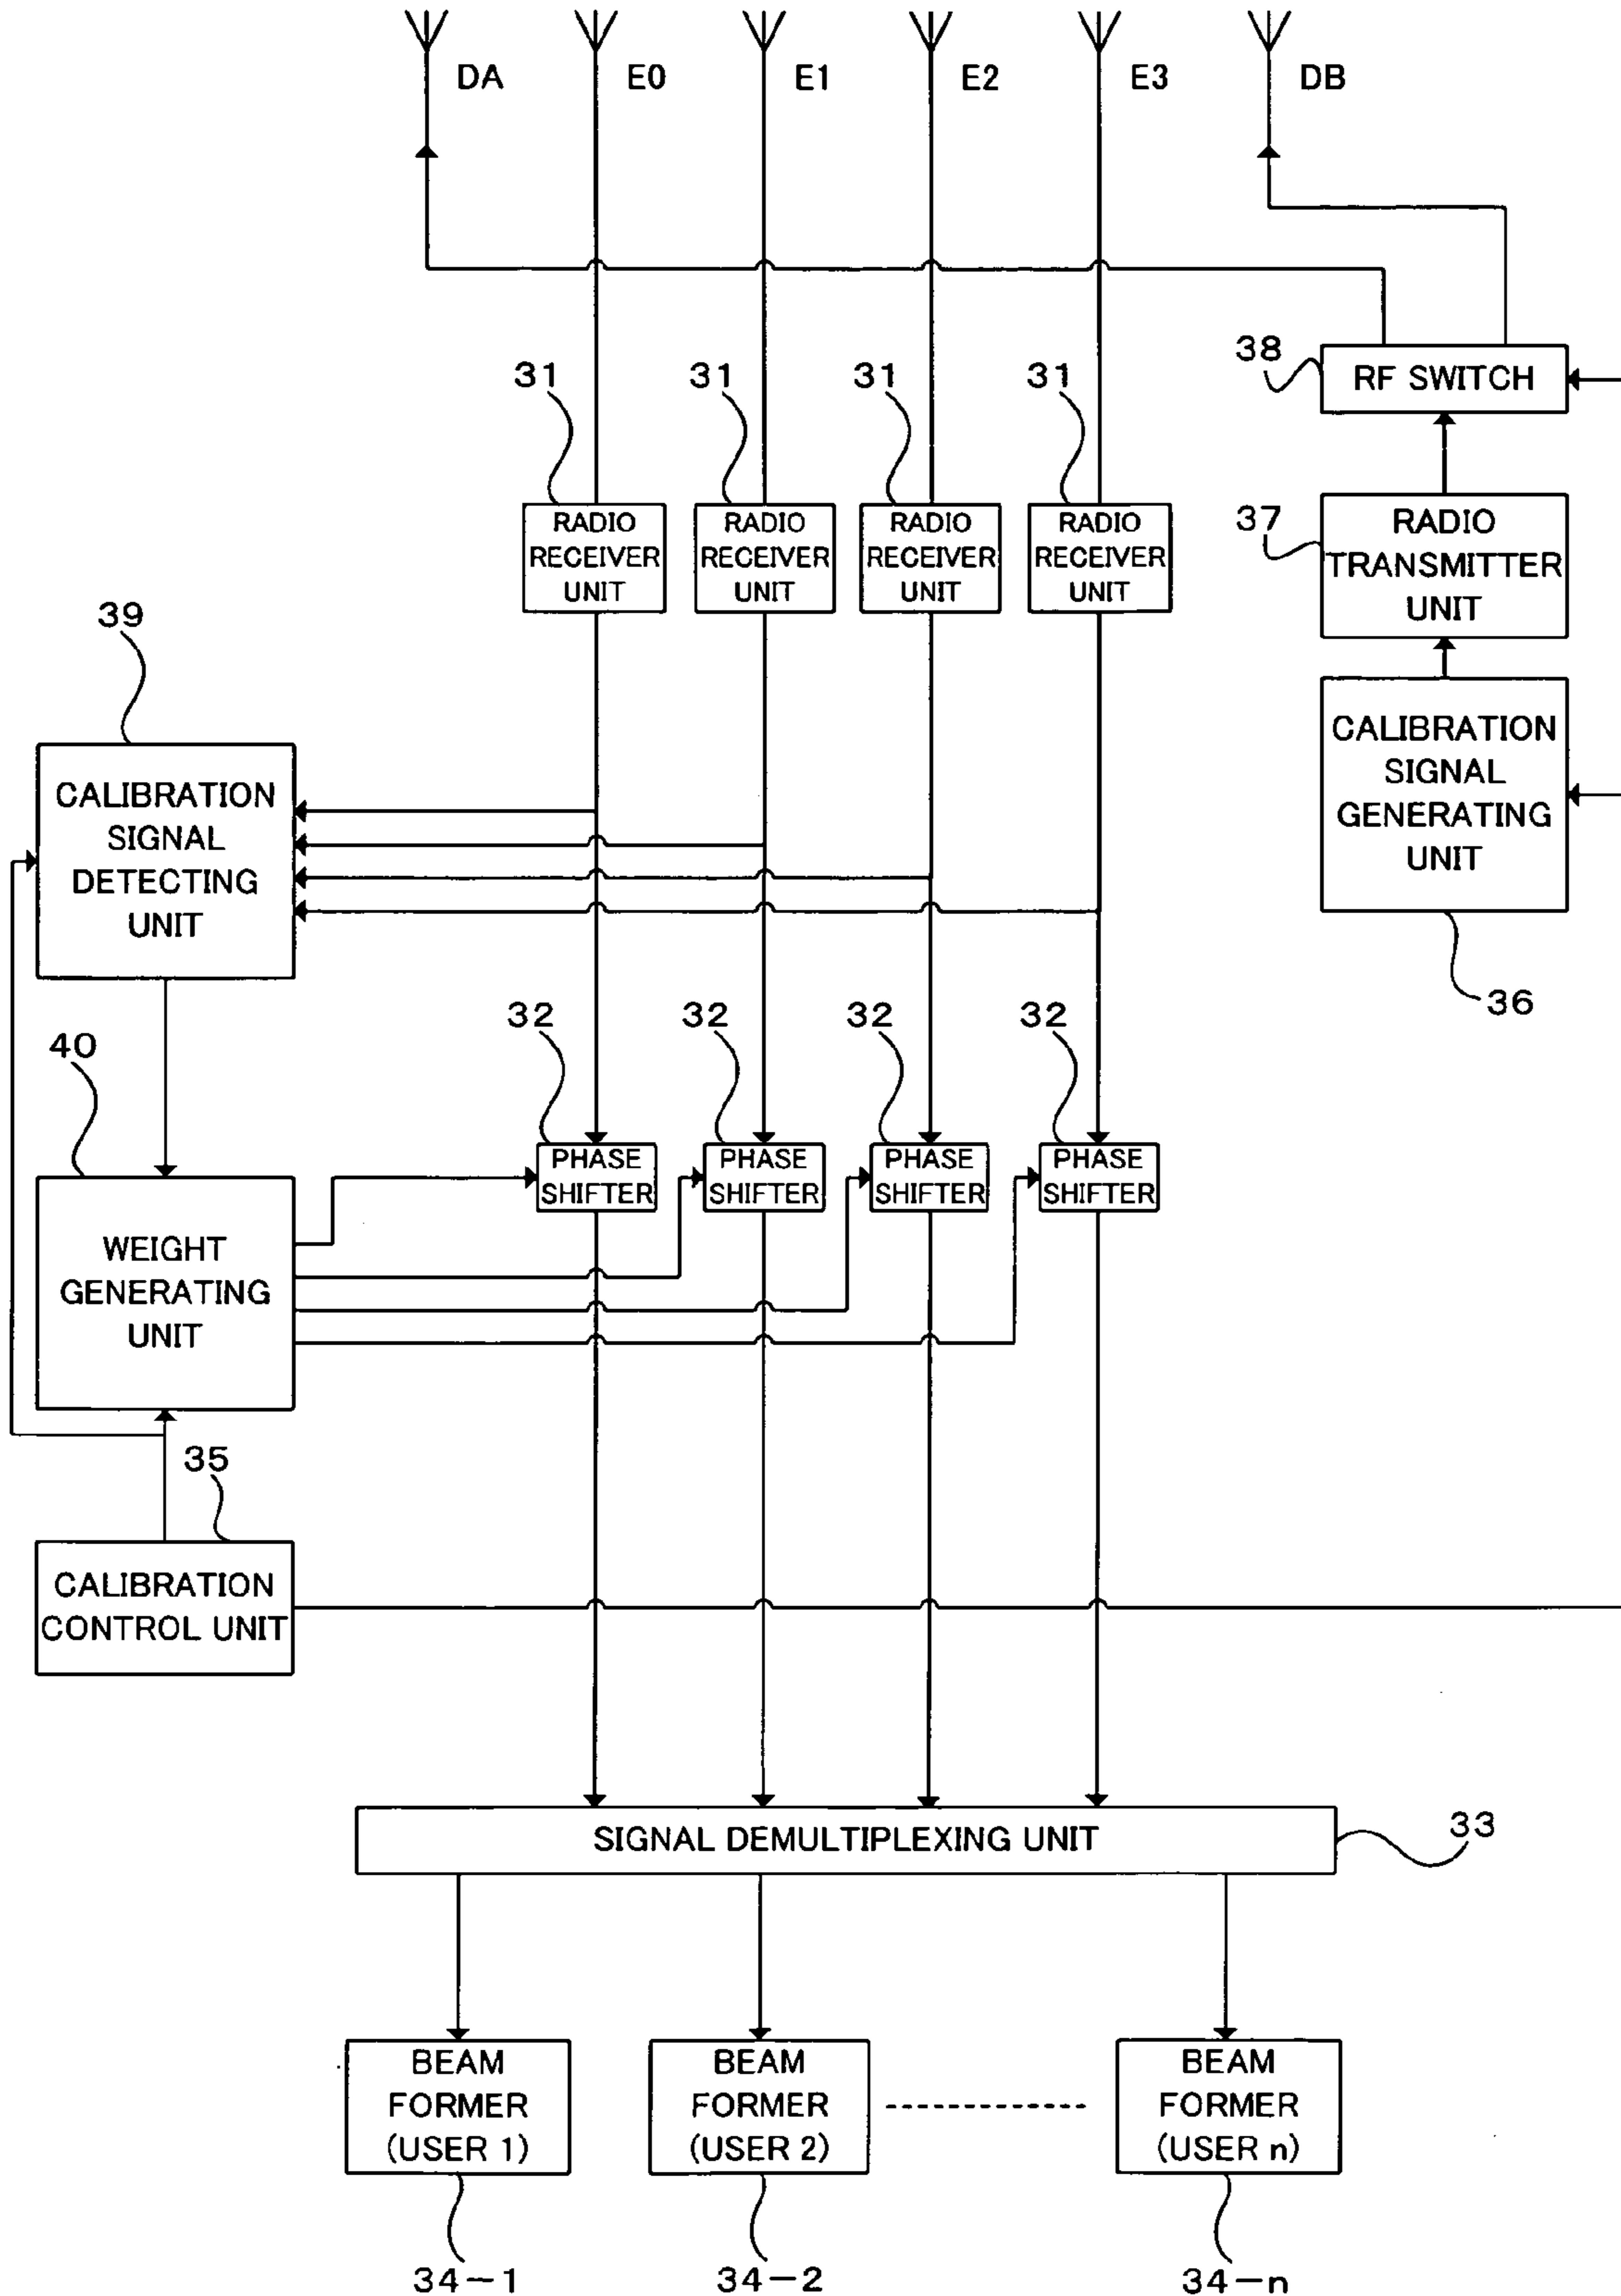 DA E0 E1 E2 E3 DB
38
RF SWITCH
31 31 31 31
RADIO
RECEIVER
UNIT
RADIO
RECEIVER
UNIT
RADIO
RECEIVER
UNIT
RADIO
RECEIVER
UNIT
37
RADIO
TRANSMITTER
UNIT
39
CALIBRATION
SIGNAL
DETECTING
UNIT
CALIBRATION
SIGNAL
GENERATING
UNIT
36
32 32 32 32
40
PHASE
SHIFTER
PHASE
SHIFTER
PHASE
SHIFTER
PHASE
SHIFTER
WEIGHT
GENERATING
UNIT
35
CALIBRATION
CONTROL UNIT
SIGNAL DEMULTIPLEXING UNIT
33
BEAM
FORMER
(USER 1)
BEAM
FORMER
(USER 2)
BEAM
FORMER
(USER n)
34-1 34-2 34-n